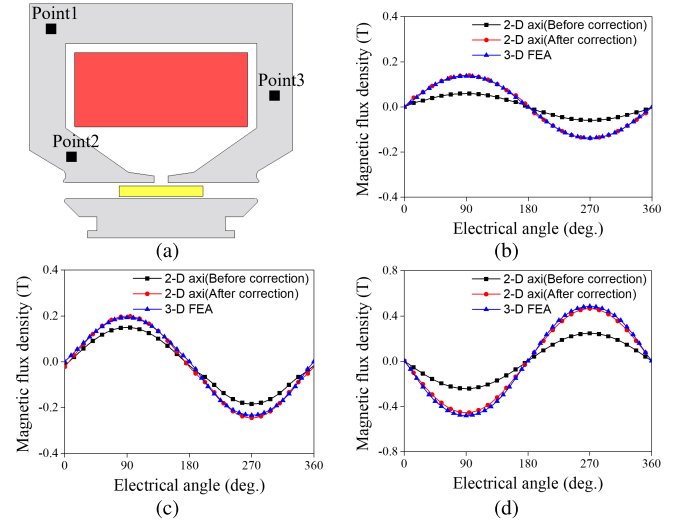 Point1
Point3
Point2
(a)
0.4
0.2
0.0
-0.2
-0.4
Magnetic flux density (T)
2-D axi(Before correction)
2-D axi(After correction)
3-D FEA
0 90 180 270 360
Electrical angle (deg.)
(b)
0.4
0.2
0.0
-0.2
-0.4
Magnetic flux density (T)
2-D axi(Before correction)
2-D axi(After correction)
3-D FEA
0 90 180 270 360
Electrical angle (deg.)
(c)
0.8
0.4
0.0
-0.4
-0.8
Magnetic flux density (T)
2-D axi(Before correction)
2-D axi(After correction)
3-D FEA
0 90 180 270 360
Electrical angle (deg.)
(d)